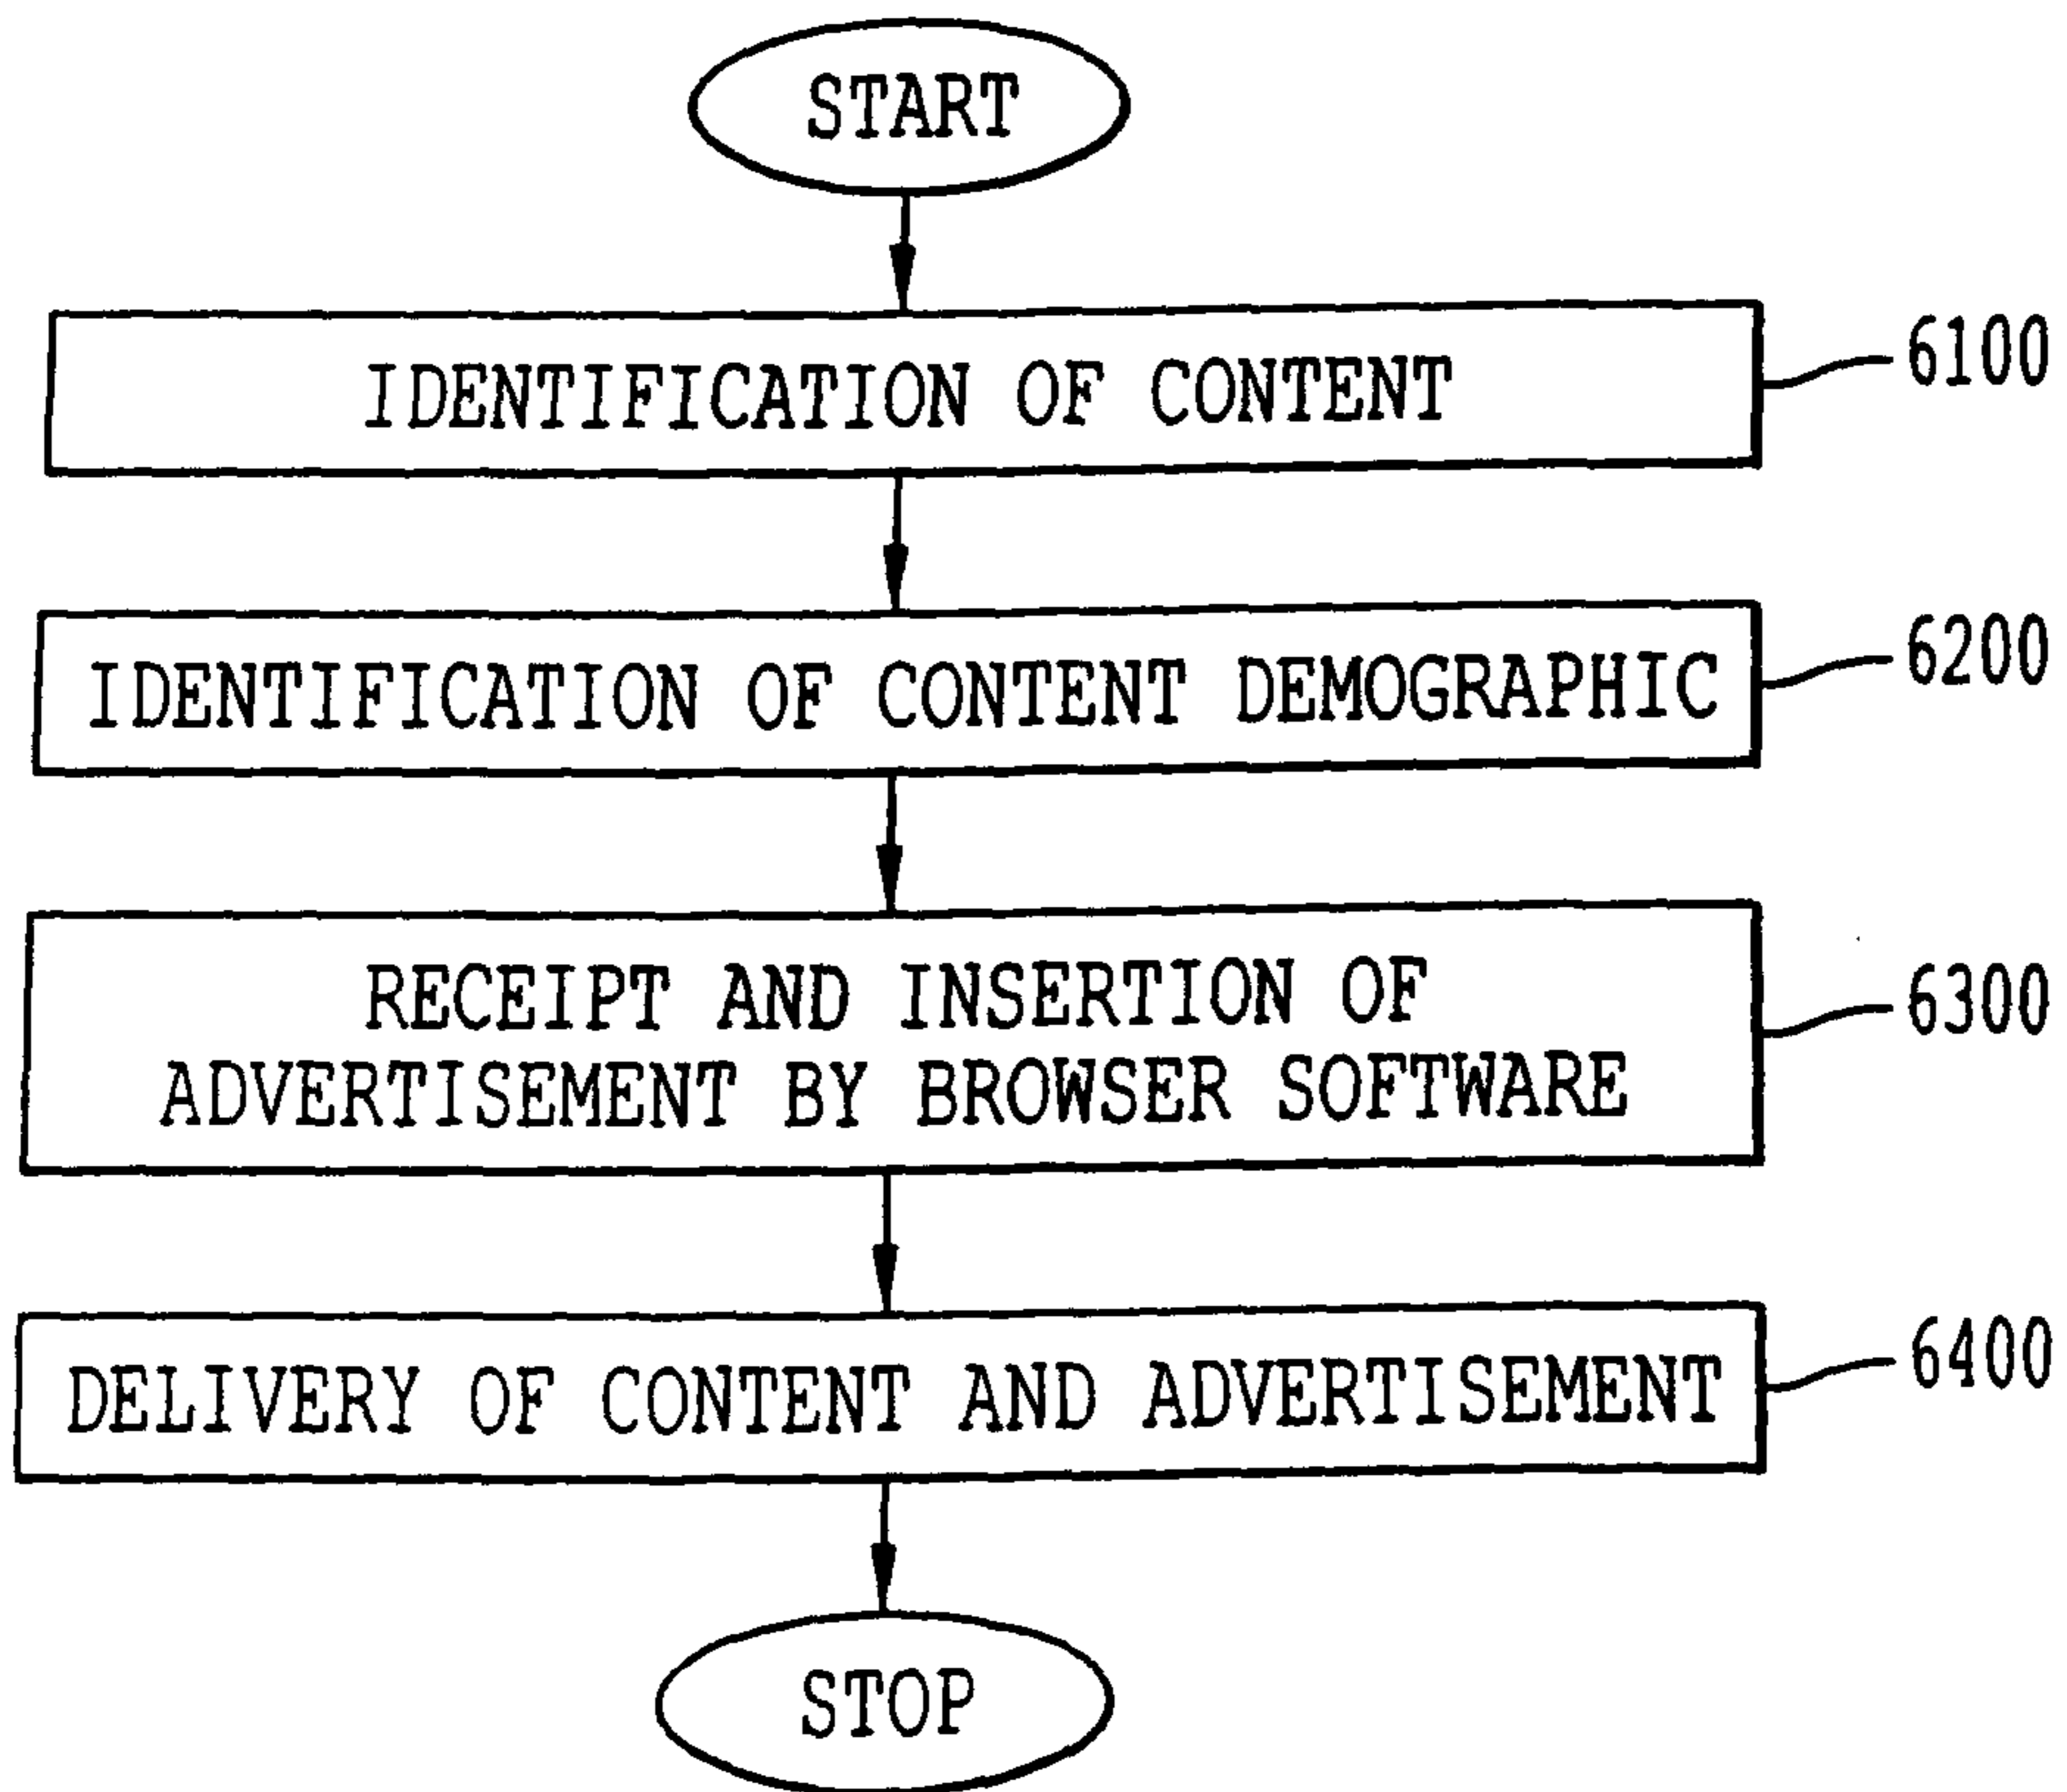 START
IDENTIFICATION OF CONTENT
6100
IDENTIFICATION OF CONTENT DEMOGRAPHIC
6200
RECEIPT AND INSERTION OF
ADVERTISEMENT BY BROWSER SOFTWARE
6300
DELIVERY OF CONTENT AND ADVERTISEMENT
6400
STOP